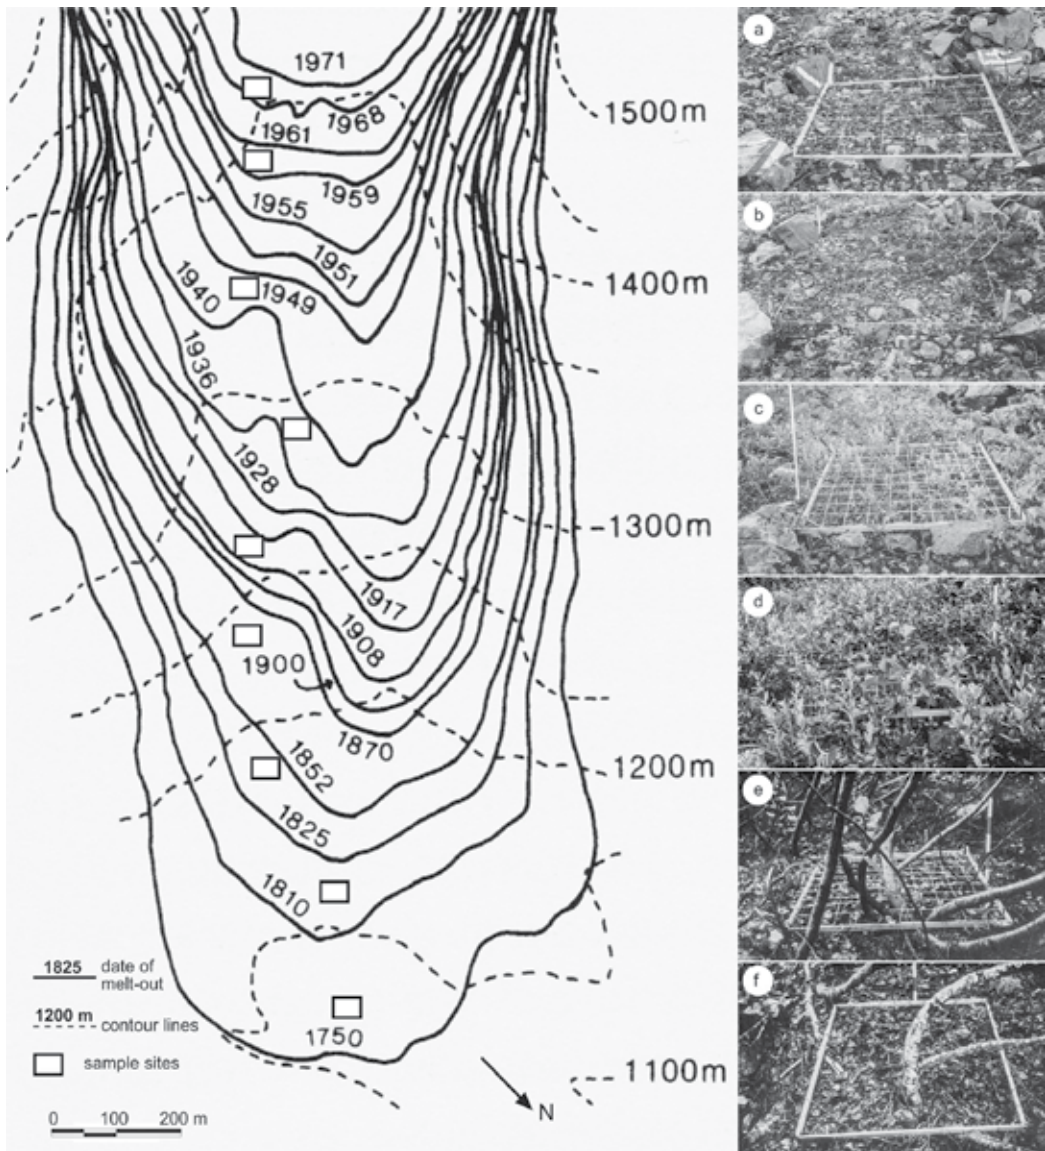 1971
1968
1961
1959
1955
1951
1949
1940
1936
1928
1917
1908
1900
1870
1852
1825
1810
1750
1500m
1400m
1300m
1200m
1100m
1825 date of
melt-out
1200 m contour lines
sample sites
0 100 200 m
N
a
b
c
d
e
f